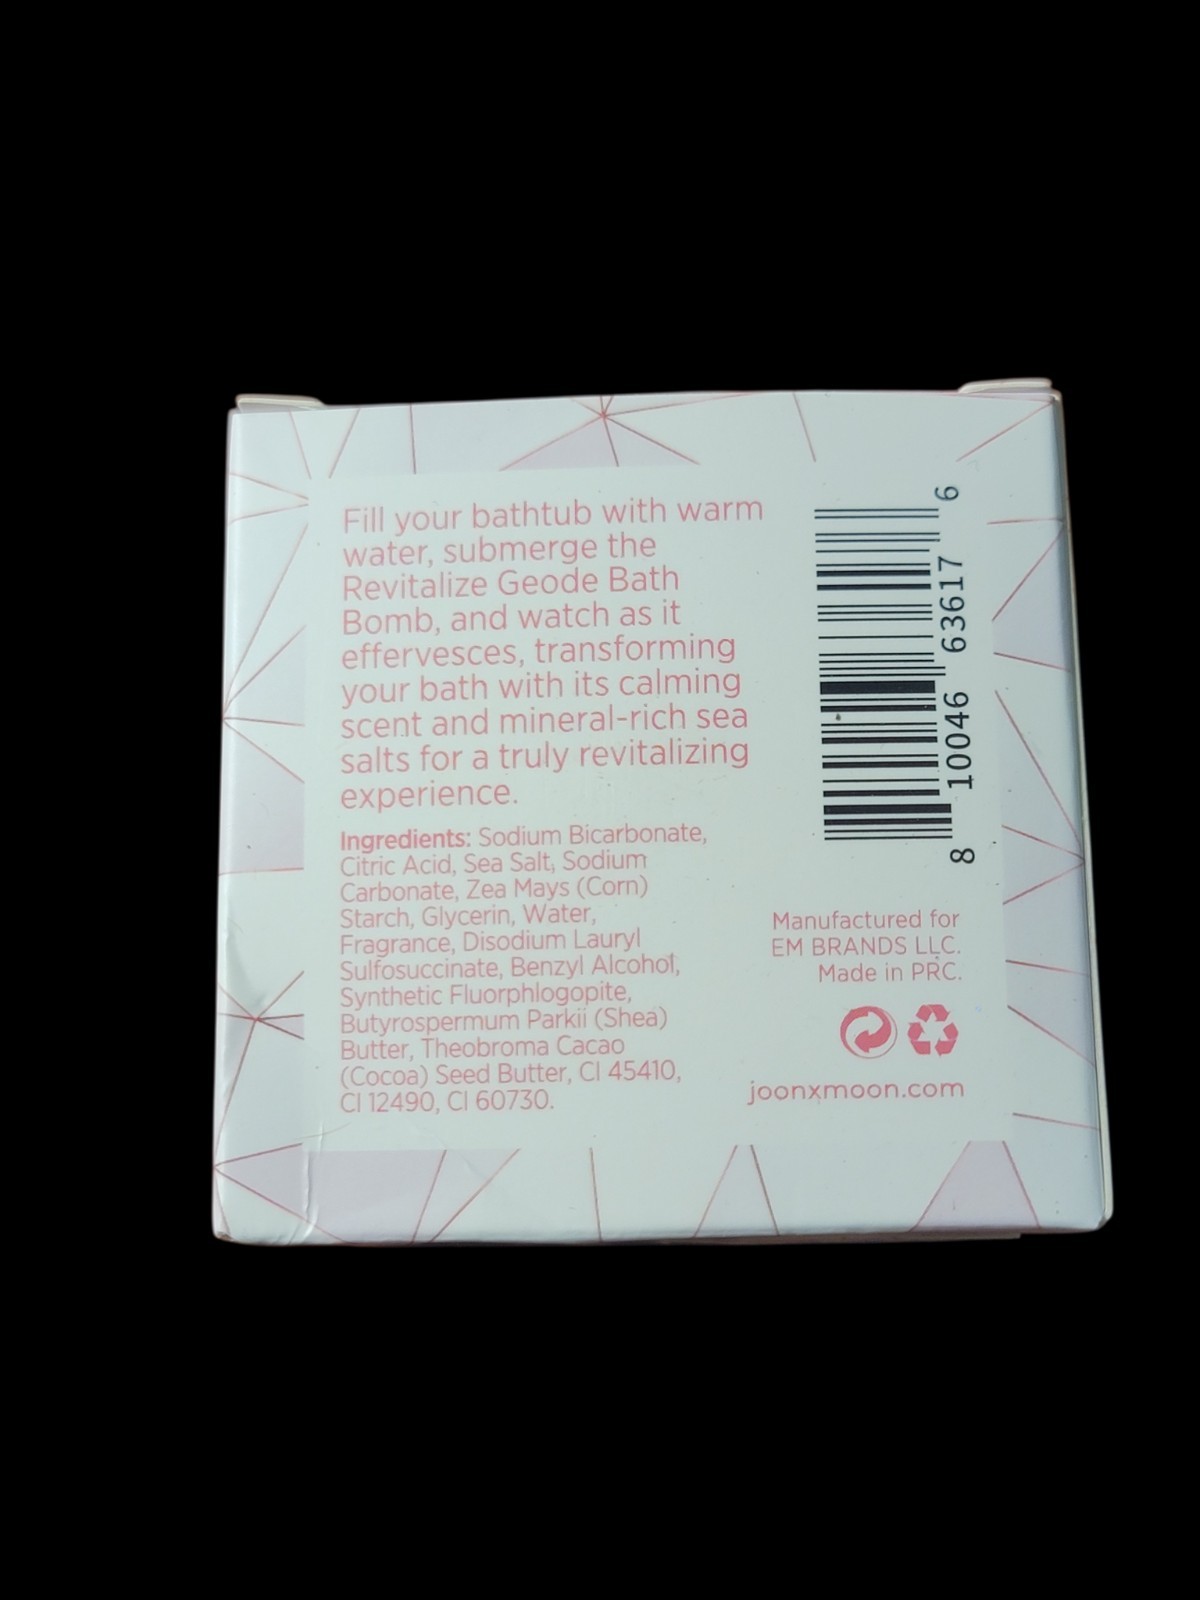 Fill your bathtub with warm
water, submerge the
Revitalize Geode Bath
Bomb, and watch as it
effervesces, transforming
your bath with its calming
scent and mineral-rich sea
salts for a truly revitalizing
experience.
Ingredients: Sodium Bicarbonate,
Citric Acid, Sea Salt, Sodium
Carbonate, Zea Mays (Corn)
Starch, Glycerin, Water,
Fragrance, Disodium Lauryl
Sulfosuccinate, Benzyl Alcohol,
Synthetic Fluorphlogopite,
Butyrospermum Parkii (Shea)
Butter, Theobroma Cacao
(Cocoa) Seed Butter, CI 45410,
CI 12490, CI 60730.
8 10046 63617 6
Manufactured for
EM BRANDS LLC.
Made in PRC.
joonxmoon.com